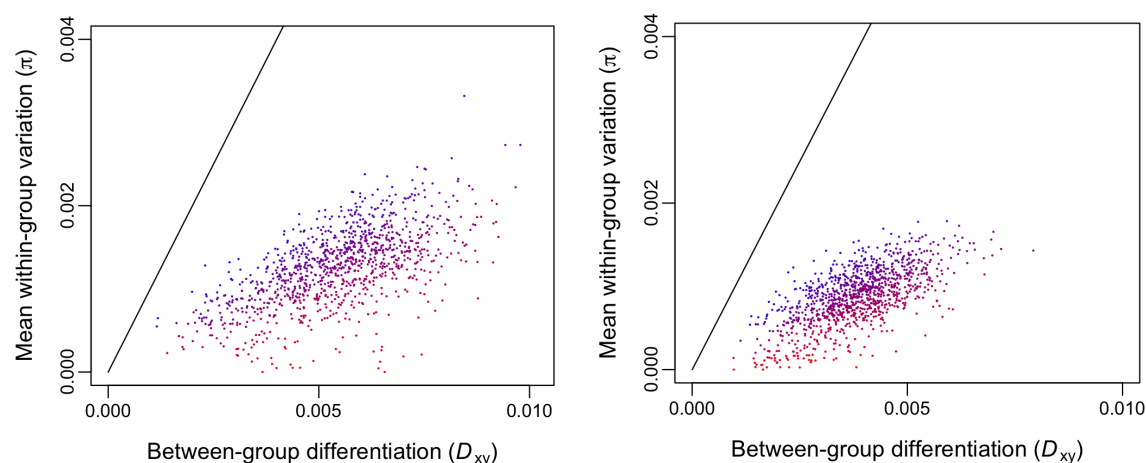 Mean within-group variation (π)
0.004
0.002
0.000
0.000 0.005 0.010
Between-group differentiation (Dxy)
Mean within-group variation (π)
0.004
0.002
0.000
0.000 0.005 0.010
Between-group differentiation (Dxy)